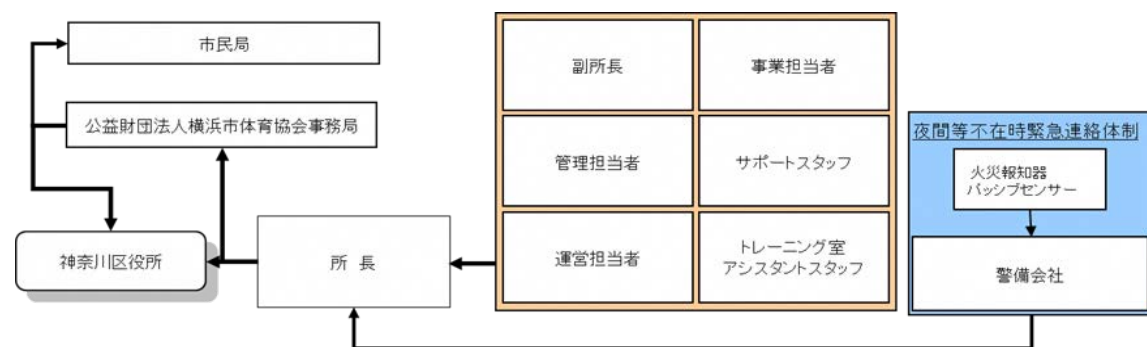 市民局
公益財団法人横浜市体育協会事務局
神奈川区役所
所 長
副所長
事業担当者
管理担当者
サポートスタッフ
運営担当者
トレーニング室
アシスタントスタッフ
夜間等不在時緊急連絡体制
火災報知器
パッシブセンサー
警備会社